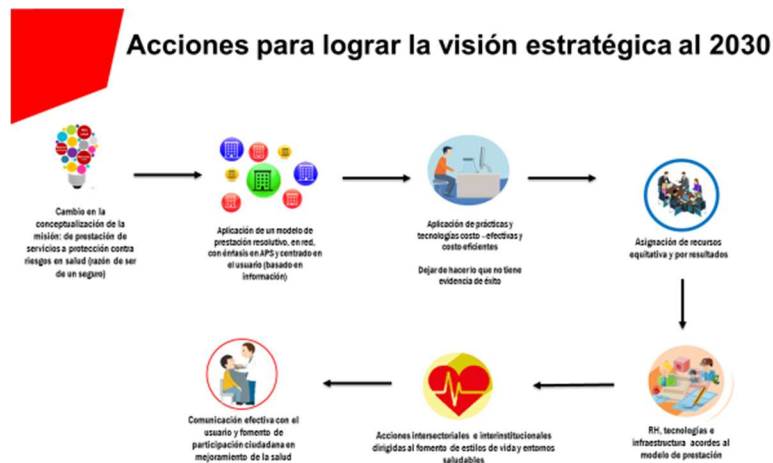 Acciones para lograr la visión estratégica al 2030
Cambio en la
conceptualización de la
misión: de prestación de
servicios a protección contra
riesgos en salud (razón de ser
de un seguro)
Aplicación de un modelo de
prestación resolutivo, en red,
con énfasis en APS y centrado en
el usuario (basado en
información)
Aplicación de prácticas y
tecnologías costo –efectivas y
costo eficientes
Dejar de hacer lo que no tiene
evidencia de éxito
Asignación de recursos
equitativa y por resultados
RH, tecnologías e
infraestructura acordes al
modelo de prestación
Acciones intersectoriales e interinstitucionales
dirigidas al fomento de estilos de vida y entornos
saludables
Comunicación efectiva con el
usuario y fomento de
participación ciudadana en
mejoramiento de la salud